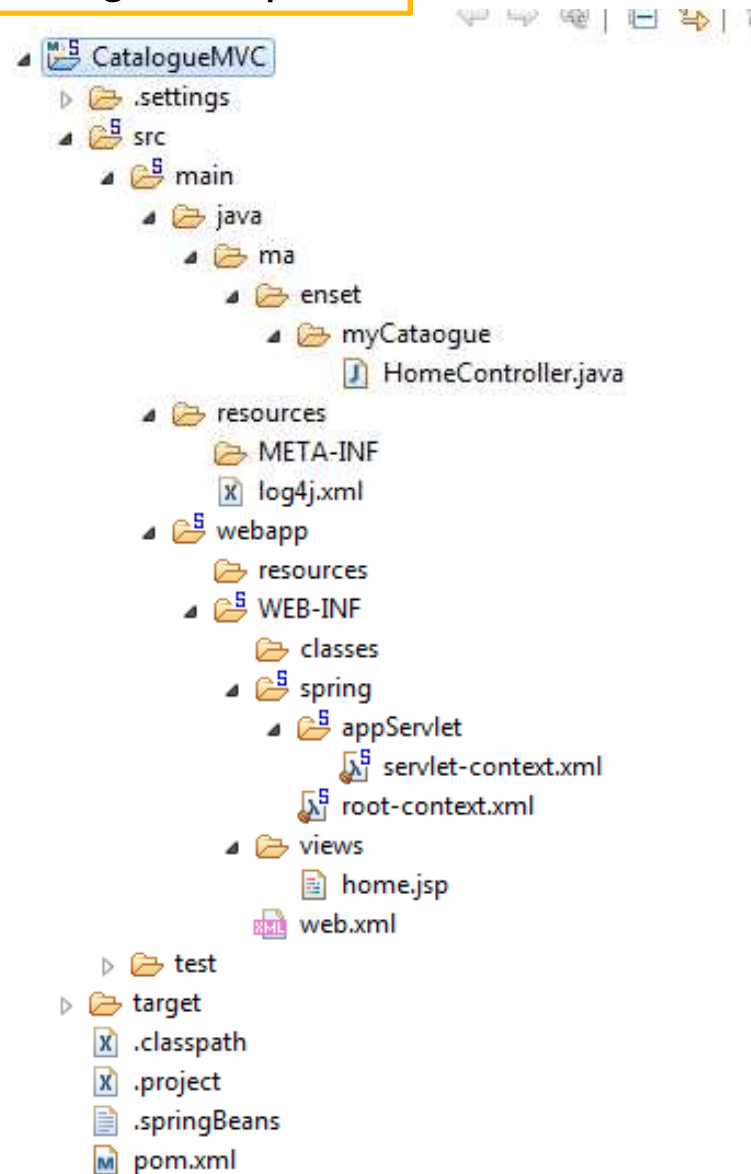 CatalogueMVC
.settings
src
main
java
ma
enset
myCataogue
HomeController.java
resources
META-INF
log4j.xml
webapp
resources
WEB-INF
classes
spring
appServlet
servlet-context.xml
root-context.xml
views
home.jsp
web.xml
test
target
.classpath
.project
.springBeans
pom.xml